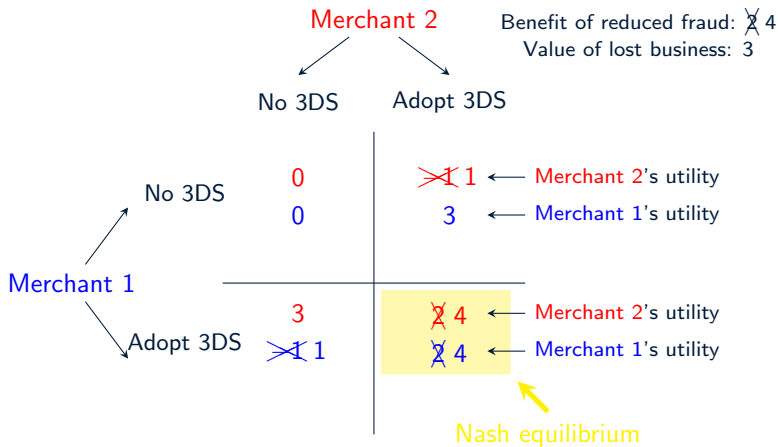 Merchant 2
Benefit of reduced fraud: 2 4
Value of lost business: 3
No 3DS
Adopt 3DS
No 3DS
0
−1 1
Merchant 2's utility
0
3
Merchant 1's utility
Merchant 1
Adopt 3DS
3
2 4
Merchant 2's utility
−1 1
2 4
Merchant 1's utility
Nash equilibrium